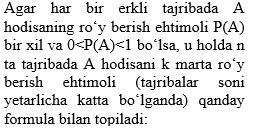 Agar har bir erkli tajribada A
hodisaning ro‘y berish ehtimoli P(A)
bir xil va 0<P(A)<1 bo‘lsa, u holda n
ta tajribada A hodisani k marta ro‘y
berish ehtimoli (tajribalar soni
yetarlicha katta bo‘lganda) qanday
formula bilan topiladi: